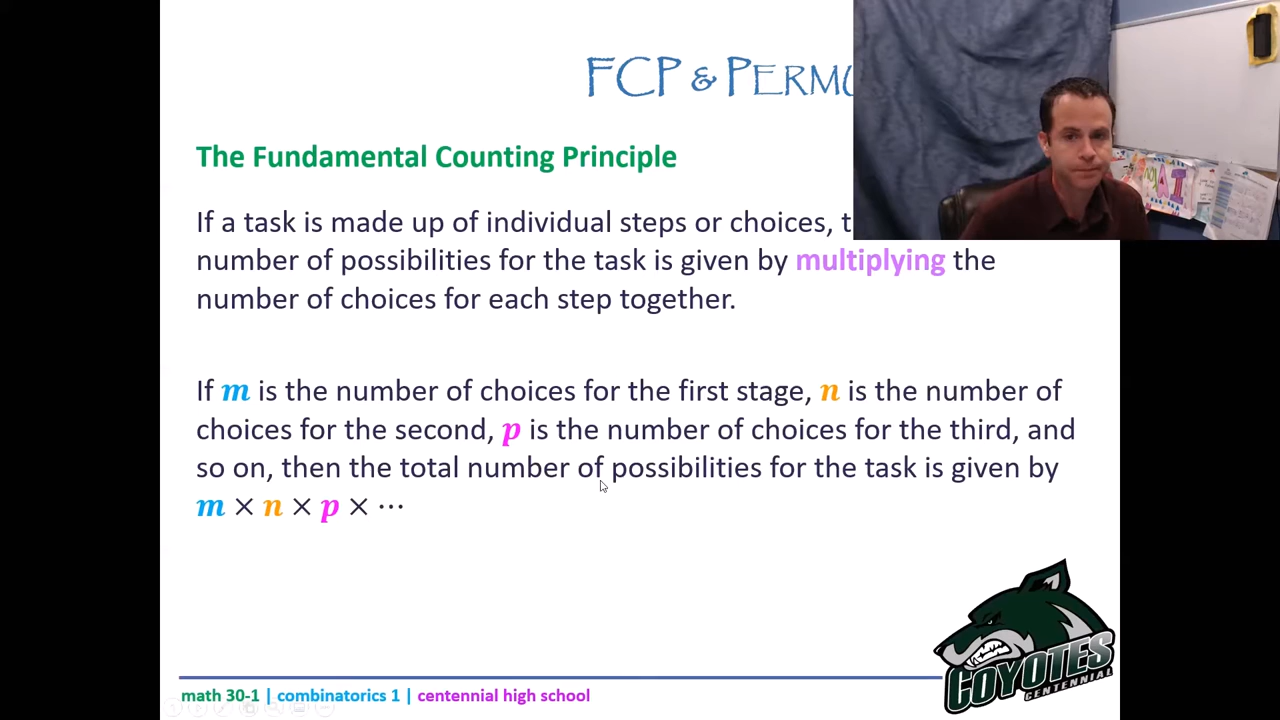 FCP & PERMU
The Fundamental Counting Principle
If a task is made up of individual steps or choices, t
number of possibilities for the task is given by multiplying the
number of choices for each step together.
If m is the number of choices for the first stage, n is the number of
choices for the second, p is the number of choices for the third, and
so on, then the total number of possibilities for the task is given by
m × n × p × ⋯
COYOTES
CENTENNIAL
math 30-1 | combinatorics 1 | centennial high school